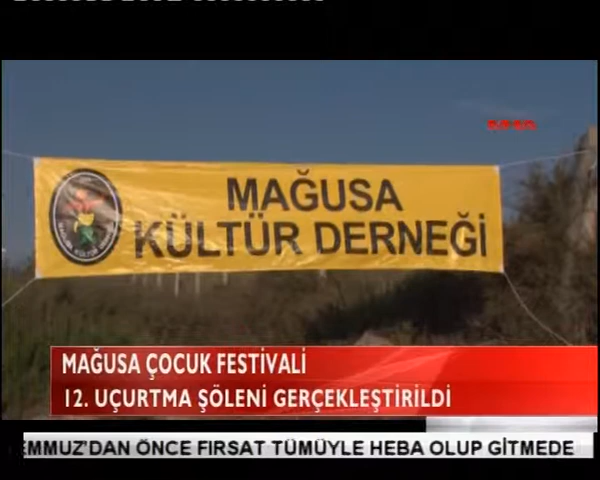 MAĞUSA
KÜLTÜR DERNEĞİ
MAĞUSA ÇOCUK FESTİVALİ
12. UÇURTMA ŞÖLENİ GERÇEKLEŞTİRİLDİ
EMMUZ'DAN ÖNCE FIRSAT TÜMÜYLE HEBA OLUP GİTMEDE